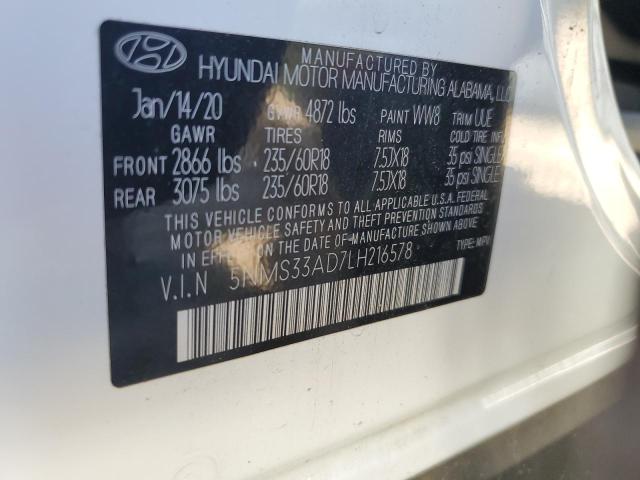 MANUFACTURED BY
HYUNDAI MOTOR MANUFACTURING ALABAMA, LLC
Jan/14/20 GVWR 4872 lbs PAINT WW8 TRIM UUE
GAWR TIRES RIMS COLD TIRE
FRONT 2866 lbs 235/60R18 7.5JX18 35 psi SINGLE
REAR 3075 lbs 235/60R18 7.5JX18 35 psi SINGLE
THIS VEHICLE CONFORMS TO ALL APPLICABLE U.S.A. FEDERAL
MOTOR VEHICLE SAFETY AND THEFT PREVENTION STANDARDS
IN EFFECT ON THE DATE OF MANUFACTURE SHOWN ABOVE.
V.I.N 5NMS33AD7LH216578 TYPE: MPV